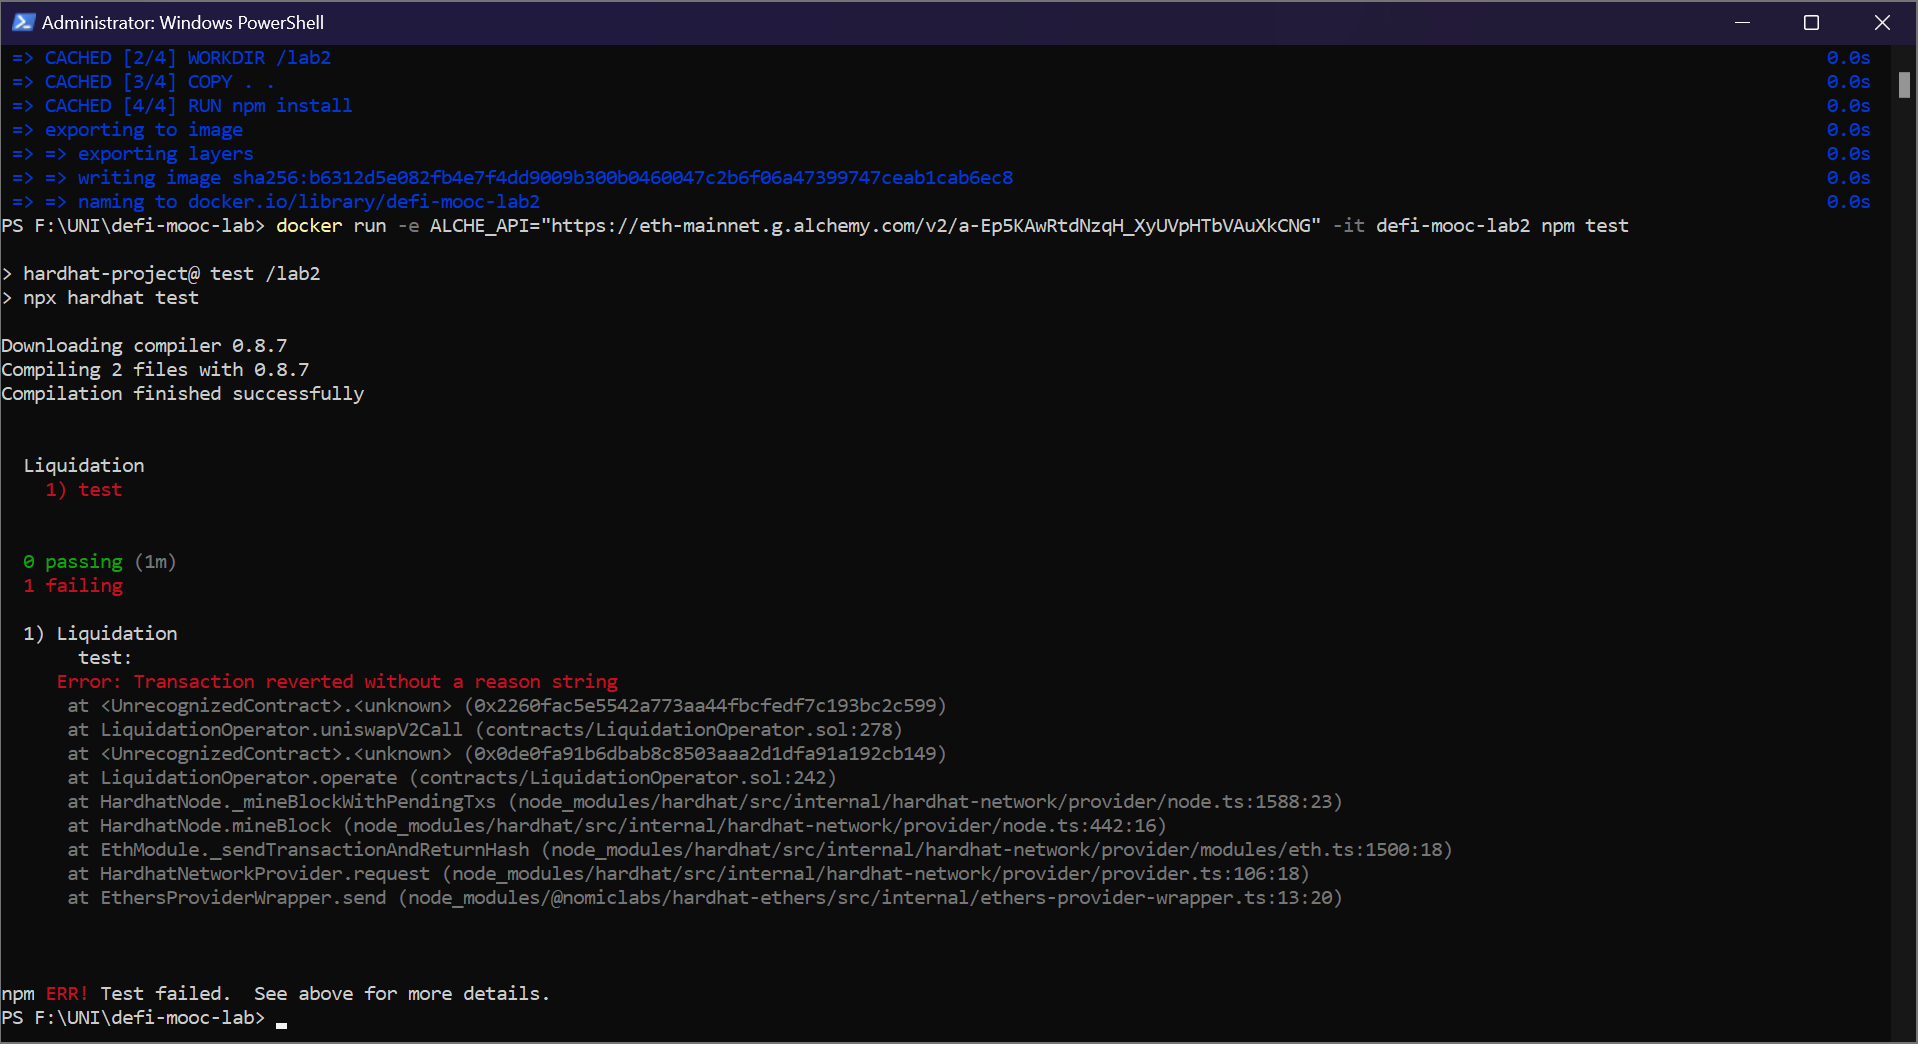 Administrator: Windows PowerShell
=> CACHED [2/4] WORKDIR /lab2 0.0s
=> CACHED [3/4] COPY . . 0.0s
=> CACHED [4/4] RUN npm install 0.0s
=> exporting to image 0.0s
=> => exporting layers 0.0s
=> => writing image sha256:b6312d5e082fb4e7f4dd9009b300b0460047c2b6f06a47399747ceab1cab6ec8 0.0s
=> => naming to docker.io/library/defi-mooc-lab2 0.0s
PS F:\UNI\defi-mooc-lab> docker run -e ALCHE_API="https://eth-mainnet.g.alchemy.com/v2/a-Ep5KAwRtdNzqH_XyUVpHTbVAuXkCNG" -it defi-mooc-lab2 npm test
> hardhat-project@ test /lab2
> npx hardhat test
Downloading compiler 0.8.7
Compiling 2 files with 0.8.7
Compilation finished successfully
Liquidation
1) test
0 passing (1m)
1 failing
1) Liquidation
test:
Error: Transaction reverted without a reason string
at <UnrecognizedContract>.<unknown> (0x2260fac5e5542a773aa44fbcfedf7c193bc2c599)
at LiquidationOperator.uniswapV2Call (contracts/LiquidationOperator.sol:278)
at <UnrecognizedContract>.<unknown> (0x0de0fa91b6dbab8c8503aaa2d1dfa91a192cb149)
at LiquidationOperator.operate (contracts/LiquidationOperator.sol:242)
at HardhatNode._mineBlockWithPendingTxs (node_modules/hardhat/src/internal/hardhat-network/provider/node.ts:1588:23)
at HardhatNode.mineBlock (node_modules/hardhat/src/internal/hardhat-network/provider/node.ts:442:16)
at EthModule._sendTransactionAndReturnHash (node_modules/hardhat/src/internal/hardhat-network/provider/modules/eth.ts:1500:18)
at HardhatNetworkProvider.request (node_modules/hardhat/src/internal/hardhat-network/provider/provider.ts:106:18)
at EthersProviderWrapper.send (node_modules/@nomiclabs/hardhat-ethers/src/internal/ethers-provider-wrapper.ts:13:20)
npm ERR! Test failed.  See above for more details.
PS F:\UNI\defi-mooc-lab>